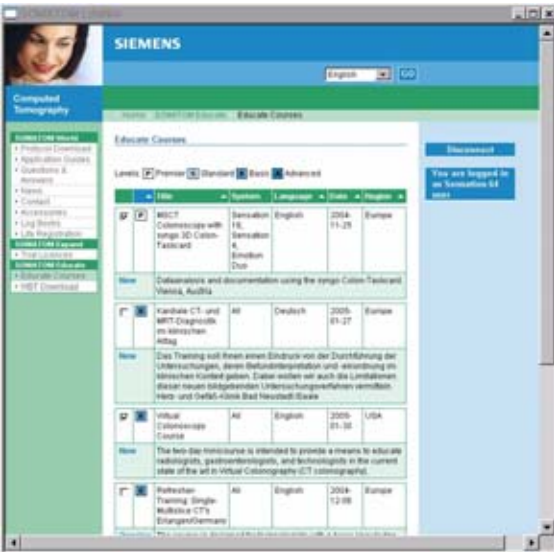 SIEMENS
English GO
Computed
Tomography
Home SOMATOM Educate Educate Courses
SOMATOM World
Protocol Download
Application Guides
Questions &
Answers
News
Contact
Accessories
Log Books
Life Registration
SOMATOM Expand
Trial Licences
SOMATOM Educate
Educate Courses
WBT Download
Educate Courses
Levels: P Premier S Standard Basic Advanced
Title System Language Date Region
MSCT
Colonoscopie with
syngo 3D Colon-
Taskcard
Sensation
16,
Sensation
4,
Emotion
Duo
English
2004-
11-25
Europe
New
Dataanalysis and documentation using the syngo Colon-Taskcard.
Vienna, Austria
Kardiale CT- und
MRT-Diagnostik
im klinischen
Alltag
All
Deutsch
2005-
01-27
Europe
New
Das Training soll Ihnen einen Eindruck von der Durchführung der
Untersuchungen, deren Befundinterpretation und -einordnung im
klinischen Kontext geben. Dabei wollen wir auch die Limitationen
dieser neuen bildgebenden Untersuchungsverfahren vermitteln.
Herz- und Gefäß-Klinik Bad Neustadt/Saale
Virtual
Colonoscopy
Course
All
English
2005-
01-30
USA
New
The two day minicourse is intended to provide a means to educate
radiologists, gastroenterologists, and technologists in the current
state of the art in Virtual Colonography (CT colonography).
Refresher-
Training: Single-
Multislice CT's
Erlangen/Germany
All
English
2004-
12-08
Europe
Disconnect
You are logged in
as Sensation 64
user